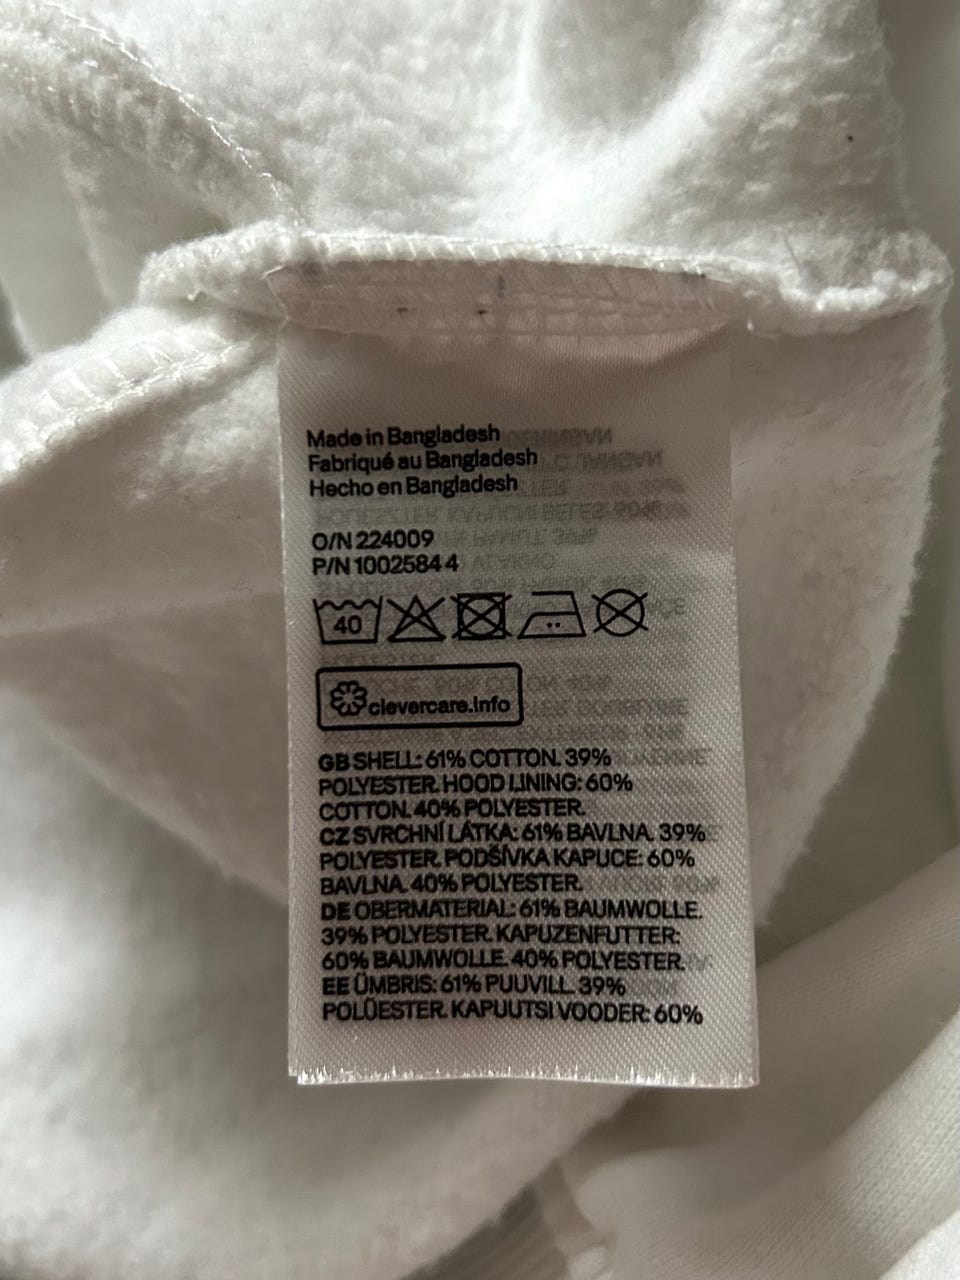 Made in Bangladesh
Fabriqué au Bangladesh
Hecho en Bangladesh
O/N 224009
P/N 10025844
40
clevercare.info
GB SHELL: 61% COTTON. 39%
POLYESTER. HOOD LINING: 60%
COTTON. 40% POLYESTER.
CZ SVRCHNÍ LÁTKA: 61% BAVLNA. 39%
POLYESTER. PODŠÍVKA KAPUCE: 60%
BAVLNA. 40% POLYESTER.
DE OBERMATERIAL: 61% BAUMWOLLE.
39% POLYESTER. KAPUZENFUTTER:
60% BAUMWOLLE. 40% POLYESTER.
EE ÜMBRIS: 61% PUUVILL. 39%
POLÜESTER. KAPUUTSI VOODER: 60%